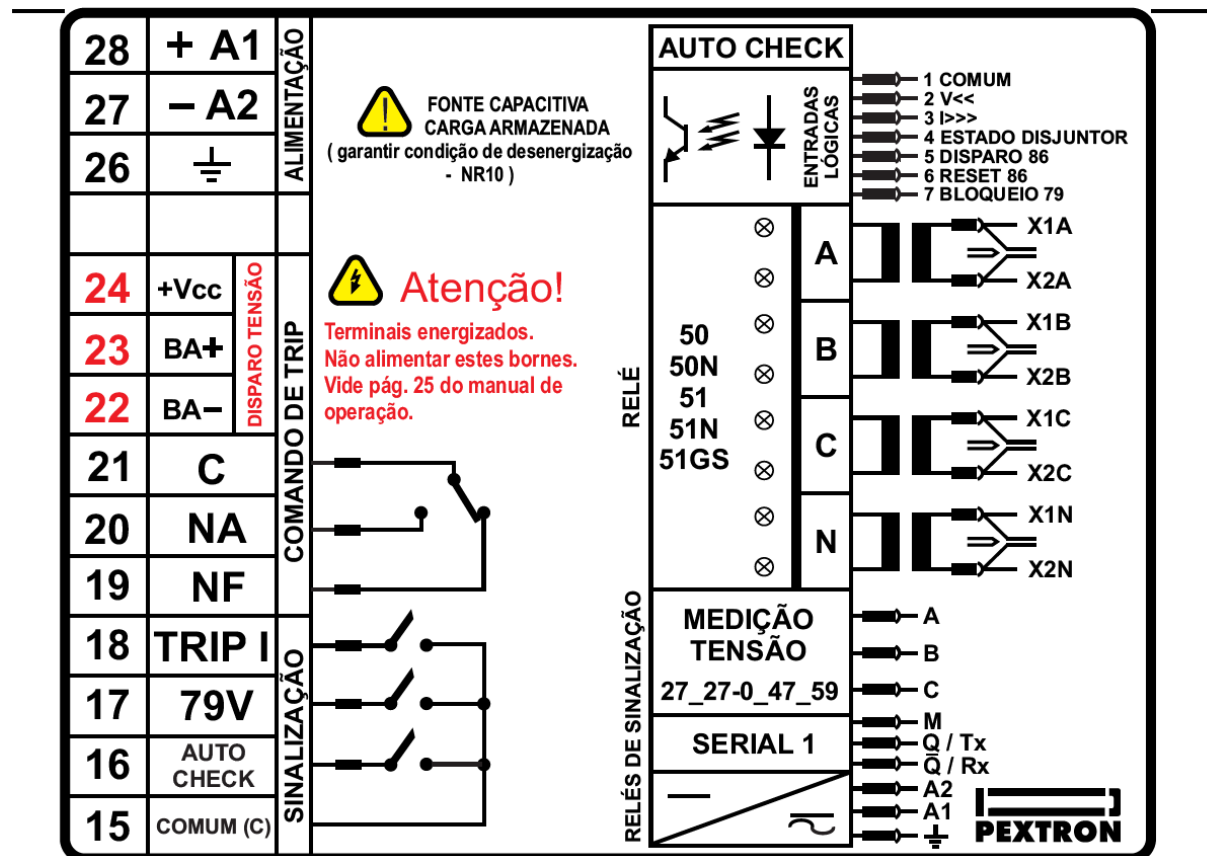 28 + A1
27 – A2
26
ALIMENTAÇÃO
FONTE CAPACITIVA
CARGA ARMAZENADA
( garantir condição de desenergização
- NR10 )
24 +Vcc
23 BA+
22 BA–
DISPARO TENSÃO
21 C
20 NA
19 NF
COMANDO DE TRIP
Atenção!
Terminais energizados.
Não alimentar estes bornes.
Vide pág. 25 do manual de
operação.
18 TRIP I
17 79V
16 AUTO
CHECK
15 COMUM (C)
SINALIZAÇÃO
AUTO CHECK
ENTRADAS
LÓGICAS
1 COMUM
2 V<<
3 I>>>
4 ESTADO DISJUNTOR
5 DISPARO 86
6 RESET 86
7 BLOQUEIO 79
RELÉ
50
50N
51
51N
51GS
A
X1A
X2A
B
X1B
X2B
C
X1C
X2C
N
X1N
X2N
RELÉS DE SINALIZAÇÃO
MEDIÇÃO
TENSÃO
27_27-0_47_59
A
B
C
SERIAL 1
M
Q / Tx
Q̅ / Rx
A2
A1
PEXTRON